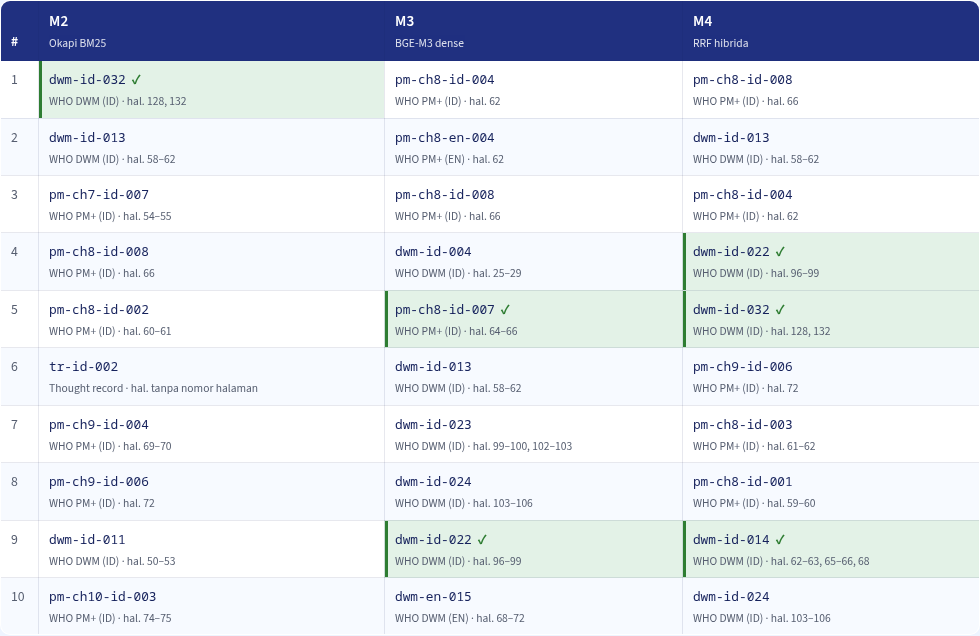 #
M2
Okapi BM25
M3
BGE-M3 dense
M4
RRF hibrida
1
dwm-id-032 ✓
WHO DWM (ID) · hal. 128, 132
pm-ch8-id-004
WHO PM+ (ID) · hal. 62
pm-ch8-id-008
WHO PM+ (ID) · hal. 66
2
dwm-id-013
WHO DWM (ID) · hal. 58–62
pm-ch8-en-004
WHO PM+ (EN) · hal. 62
dwm-id-013
WHO DWM (ID) · hal. 58–62
3
pm-ch7-id-007
WHO PM+ (ID) · hal. 54–55
pm-ch8-id-008
WHO PM+ (ID) · hal. 66
pm-ch8-id-004
WHO PM+ (ID) · hal. 62
4
pm-ch8-id-008
WHO PM+ (ID) · hal. 66
dwm-id-004
WHO DWM (ID) · hal. 25–29
dwm-id-022 ✓
WHO DWM (ID) · hal. 96–99
5
pm-ch8-id-002
WHO PM+ (ID) · hal. 60–61
pm-ch8-id-007 ✓
WHO PM+ (ID) · hal. 64–66
dwm-id-032 ✓
WHO DWM (ID) · hal. 128, 132
6
tr-id-002
Thought record · hal. tanpa nomor halaman
dwm-id-013
WHO DWM (ID) · hal. 58–62
pm-ch9-id-006
WHO PM+ (ID) · hal. 72
7
pm-ch9-id-004
WHO PM+ (ID) · hal. 69–70
dwm-id-023
WHO DWM (ID) · hal. 99–100, 102–103
pm-ch8-id-003
WHO PM+ (ID) · hal. 61–62
8
pm-ch9-id-006
WHO PM+ (ID) · hal. 72
dwm-id-024
WHO DWM (ID) · hal. 103–106
pm-ch8-id-001
WHO PM+ (ID) · hal. 59–60
9
dwm-id-011
WHO DWM (ID) · hal. 50–53
dwm-id-022 ✓
WHO DWM (ID) · hal. 96–99
dwm-id-014 ✓
WHO DWM (ID) · hal. 62–63, 65–66, 68
10
pm-ch10-id-003
WHO PM+ (ID) · hal. 74–75
dwm-en-015
WHO DWM (EN) · hal. 68–72
dwm-id-024
WHO DWM (ID) · hal. 103–106